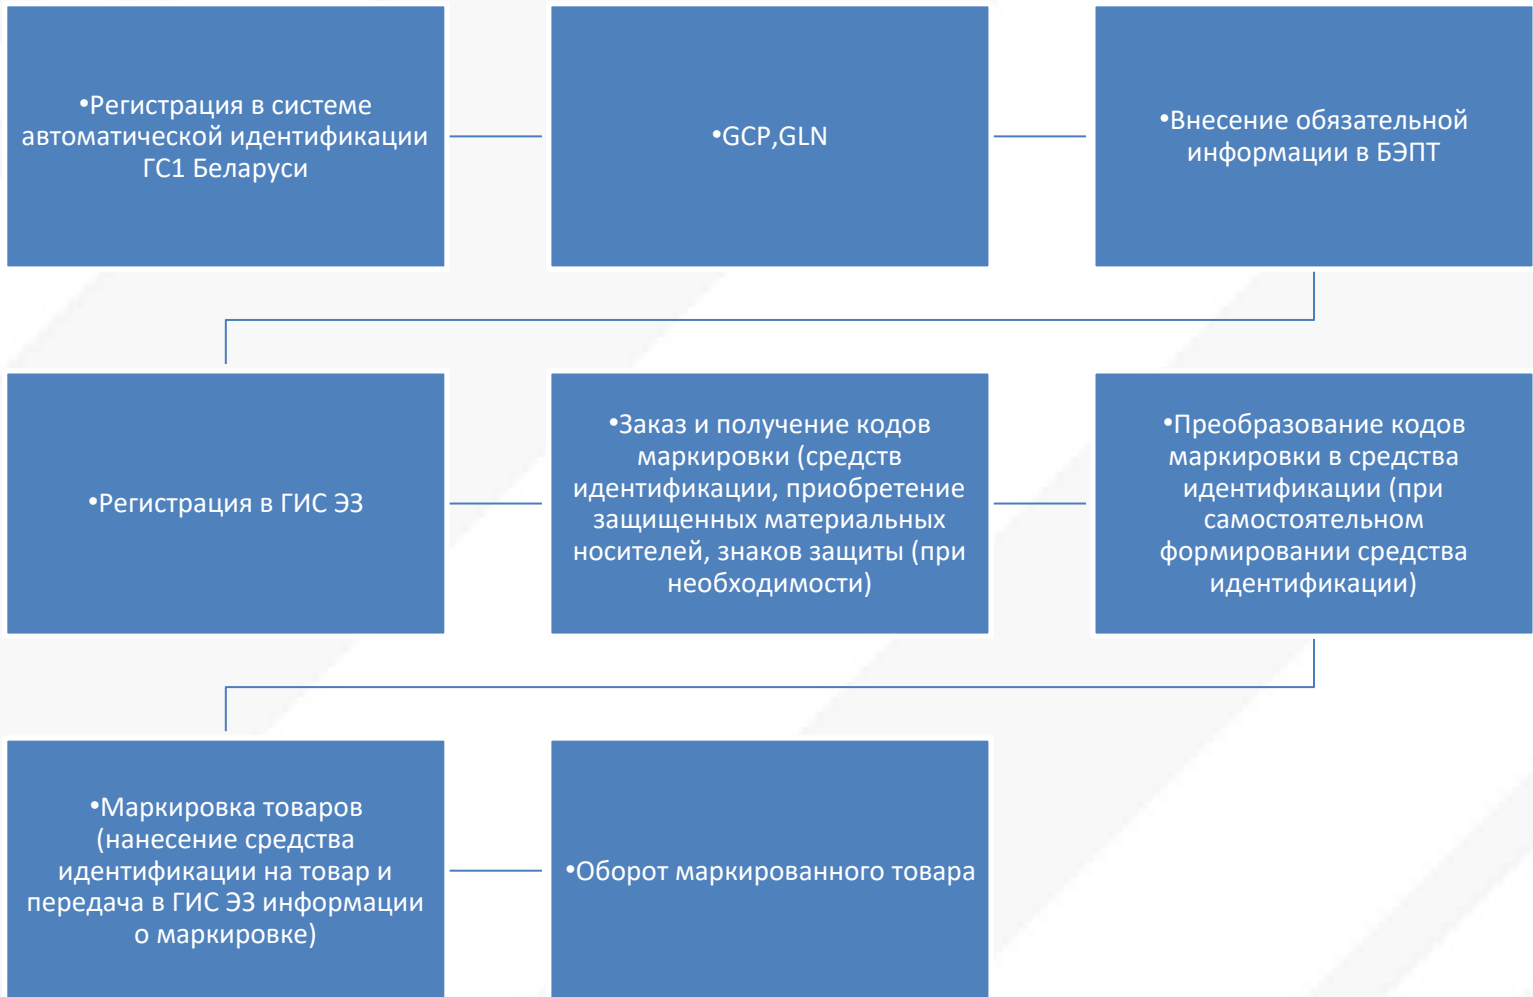 •Регистрация в системе
автоматической идентификации
ГС1 Беларуси
•GCP,GLN
•Внесение обязательной
информации в БЭПТ
•Регистрация в ГИС ЭЗ
•Заказ и получение кодов
маркировки (средств
идентификации, приобретение
защищенных материальных
носителей, знаков защиты (при
необходимости)
•Преобразование кодов
маркировки в средства
идентификации (при
самостоятельном
формировании средства
идентификации)
•Маркировка товаров
(нанесение средства
идентификации на товар и
передача в ГИС ЭЗ информации
о маркировке)
•Оборот маркированного товара